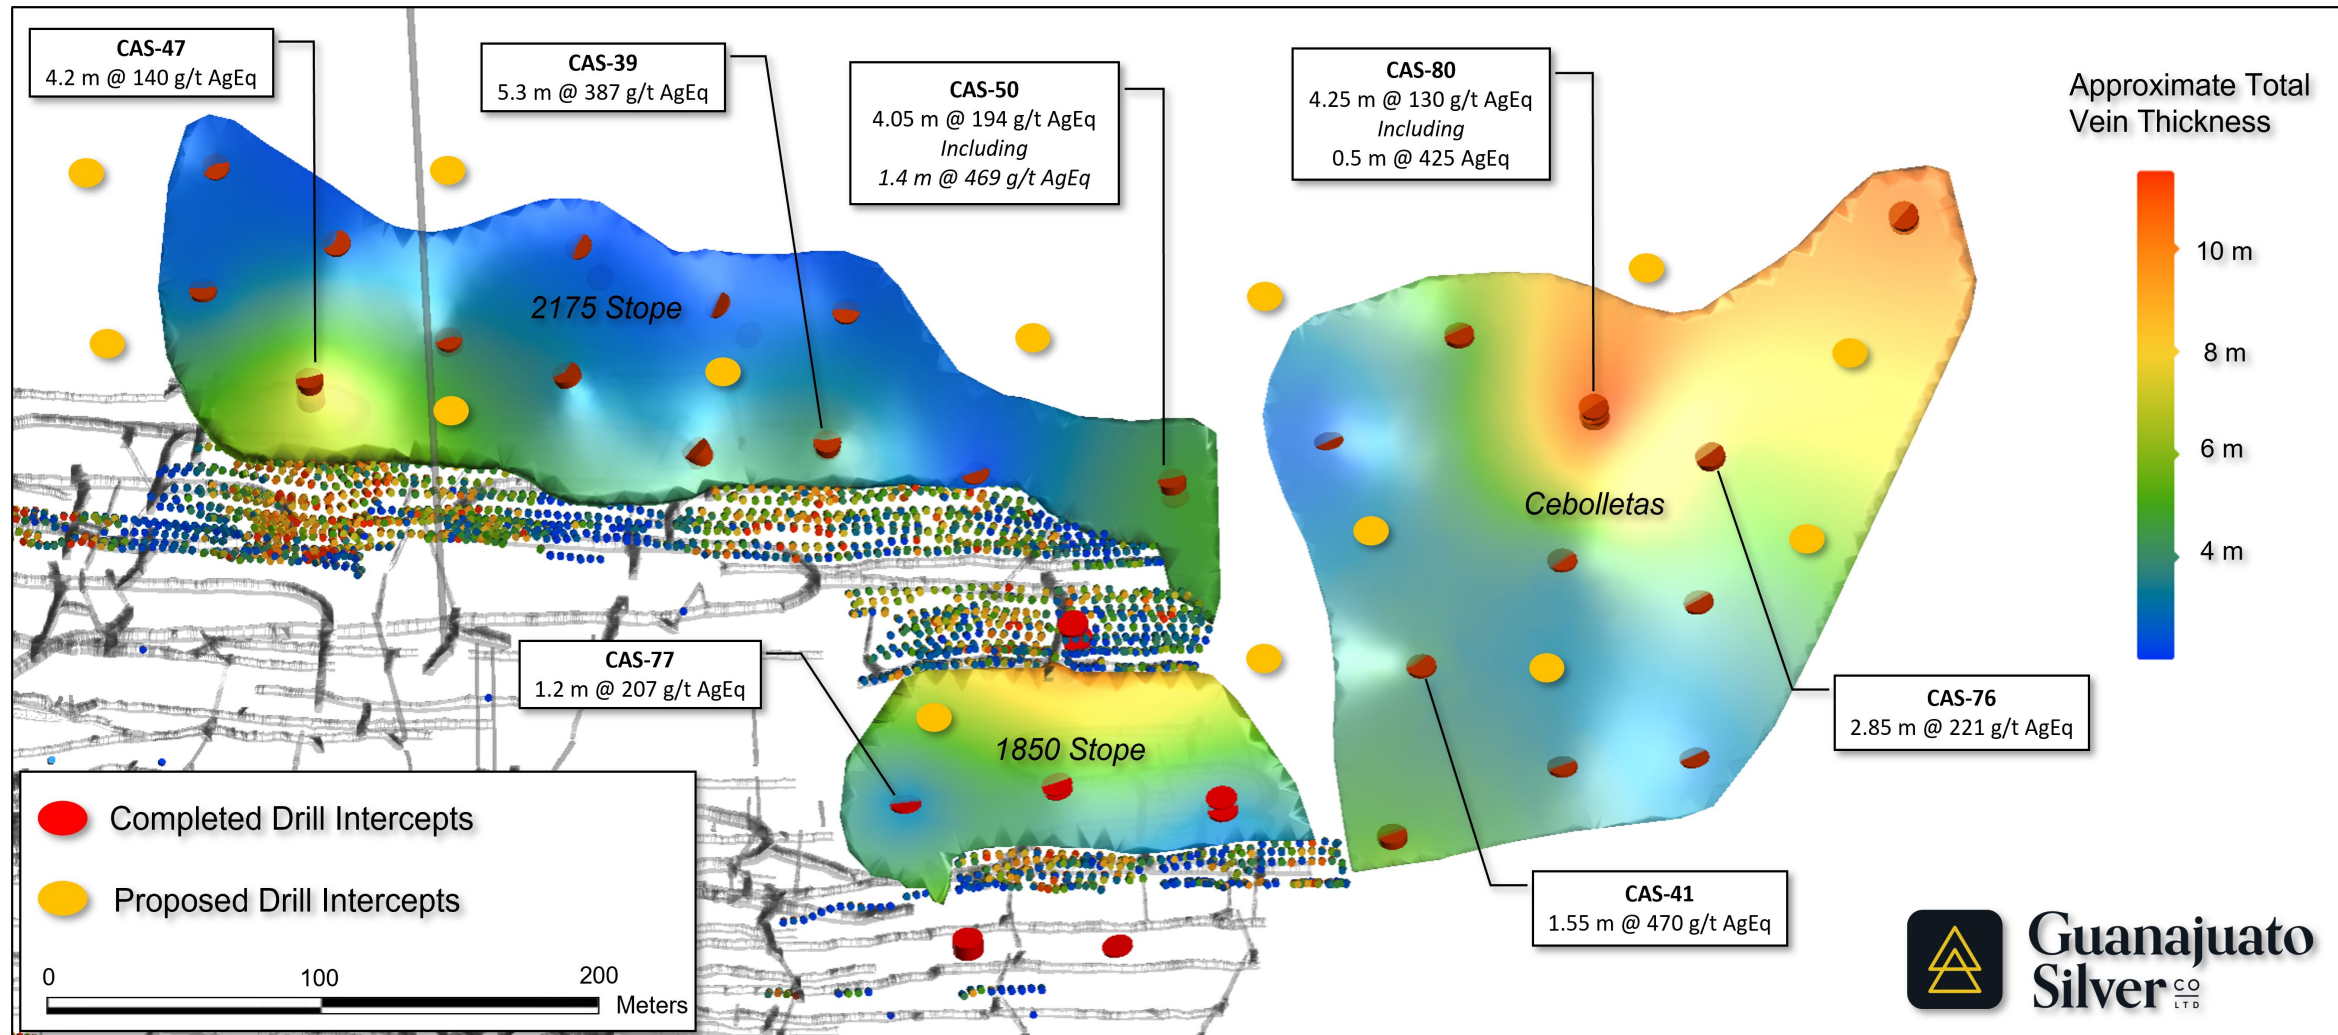 CAS-47
4.2 m @ 140 g/t AgEq
CAS-39
5.3 m @ 387 g/t AgEq
CAS-50
4.05 m @ 194 g/t AgEq
Including
1.4 m @ 469 g/t AgEq
CAS-80
4.25 m @ 130 g/t AgEq
Including
0.5 m @ 425 AgEq
Approximate Total
Vein Thickness
10 m
8 m
6 m
4 m
2175 Stope
Cebolletas
CAS-77
1.2 m @ 207 g/t AgEq
1850 Stope
CAS-76
2.85 m @ 221 g/t AgEq
CAS-41
1.55 m @ 470 g/t AgEq
Completed Drill Intercepts
Proposed Drill Intercepts
0 100 200
Meters
Guanajuato
Silver CO
LTD